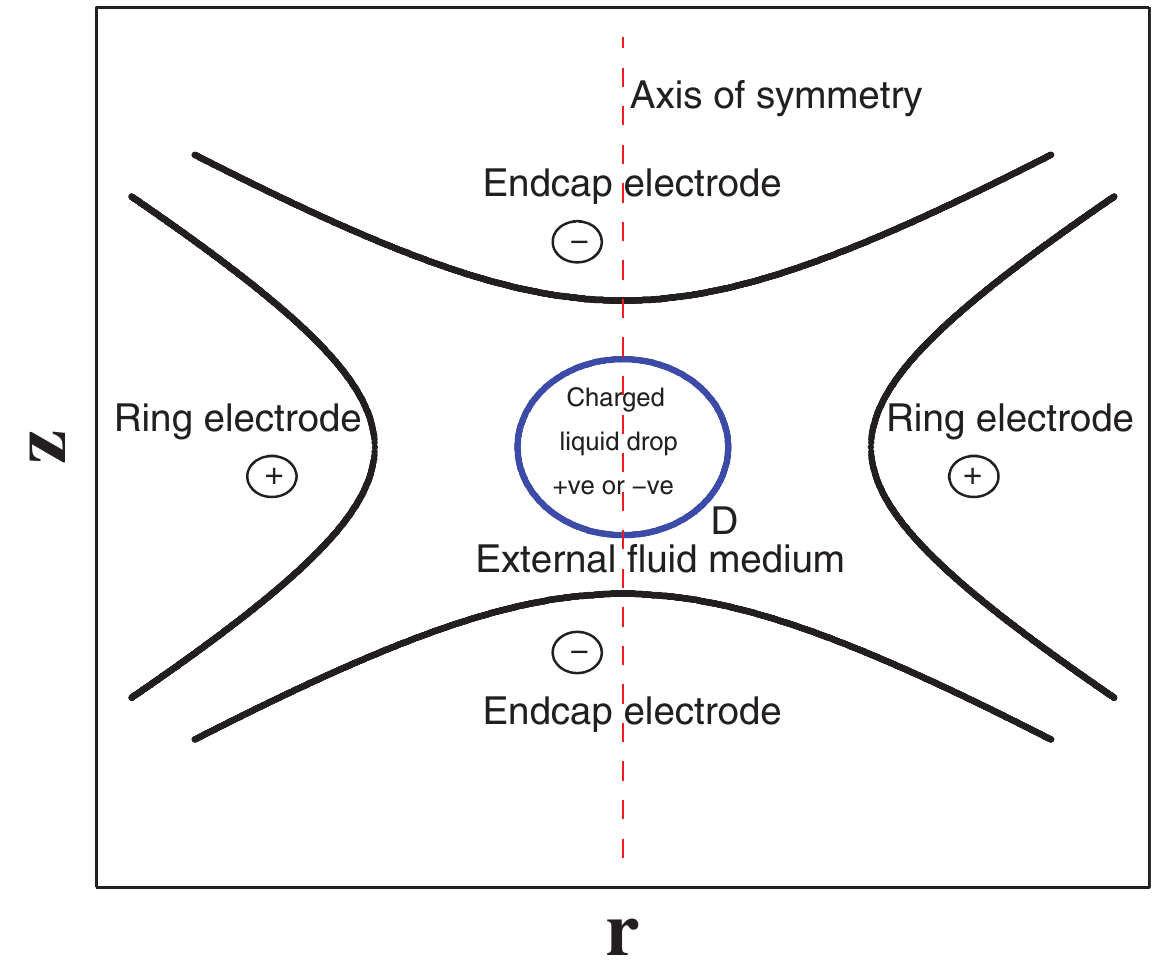 Axis of symmetry
Endcap electrode
−
Charged
Ring electrode
Ring electrode
liquid drop
+
+
+ve or −ve
D
External fluid medium
−
Endcap electrode
z
r